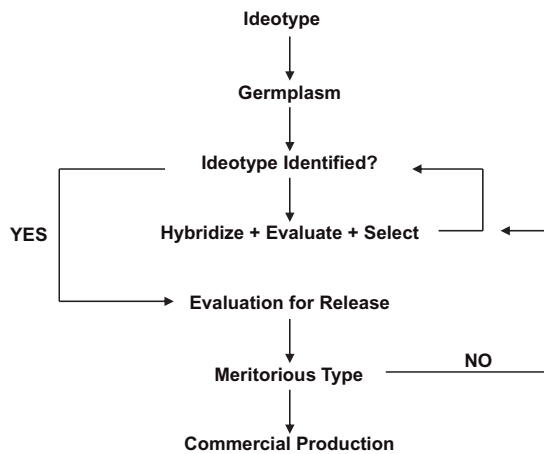 Ideotype
Germplasm
Ideotype Identified?
YES
Hybridize + Evaluate + Select
Evaluation for Release
NO
Meritorious Type
Commercial Production